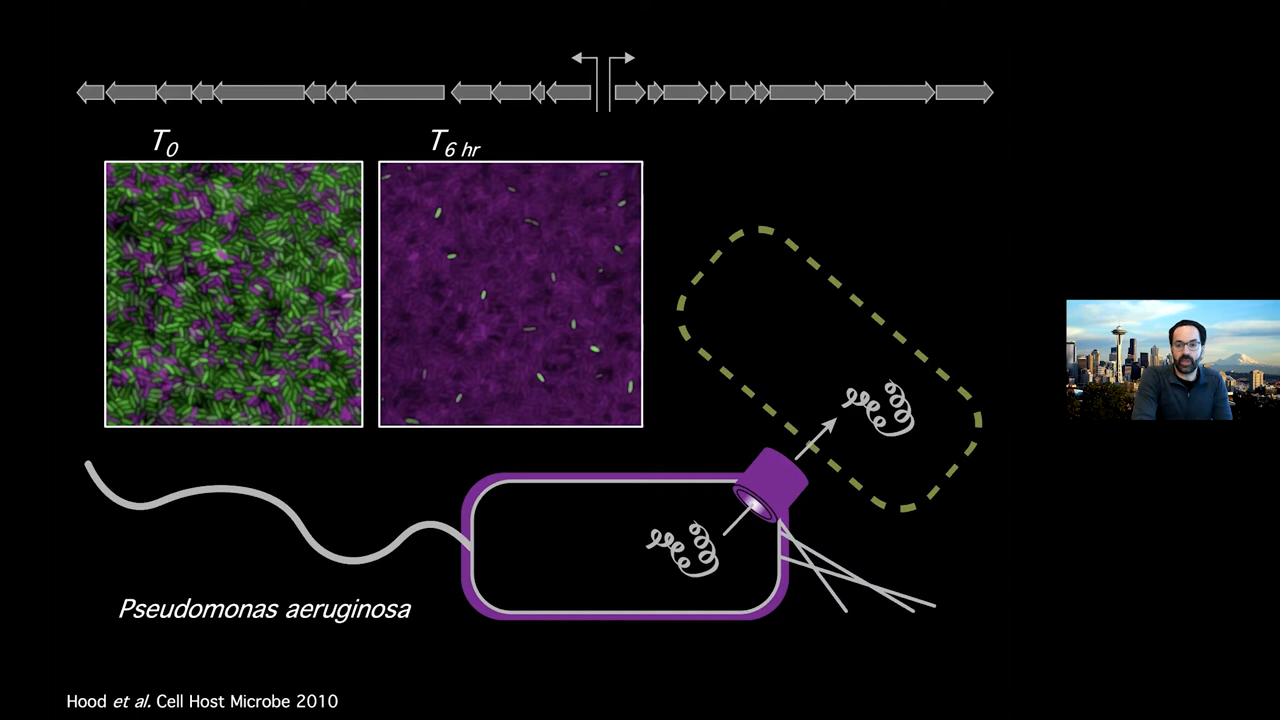 T0
T6 hr
Pseudomonas aeruginosa
Hood et al. Cell Host Microbe 2010